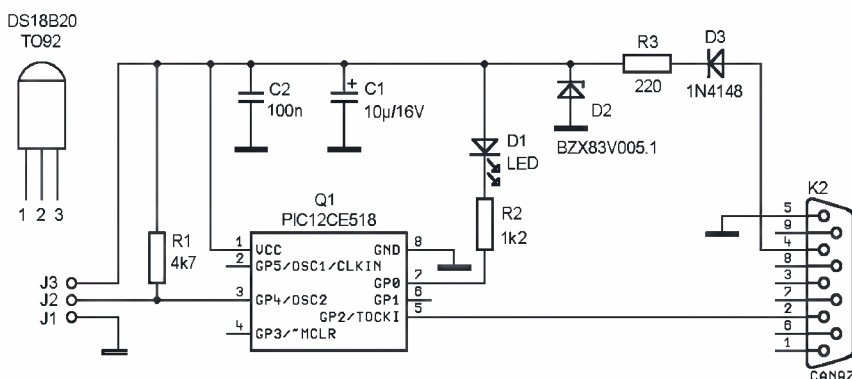 DS18B20
TO92
1 2 3
C2
100n
+
C1
10µ/16V
D1
LED
D2
BZX83V005.1
R3
220
D3
1N4148
K2
5
9
4
8
3
7
2
6
1
CANAZ
R1
4k7
J3
J2
J1
Q1
PIC12CE518
1 VCC
2 GP5/OSC1/CLKIN
3 GP4/OSC2
4 GP3/~MCLR
GND 8
GP0 7
GP1 6
GP2/TOCKI 5
R2
1k2